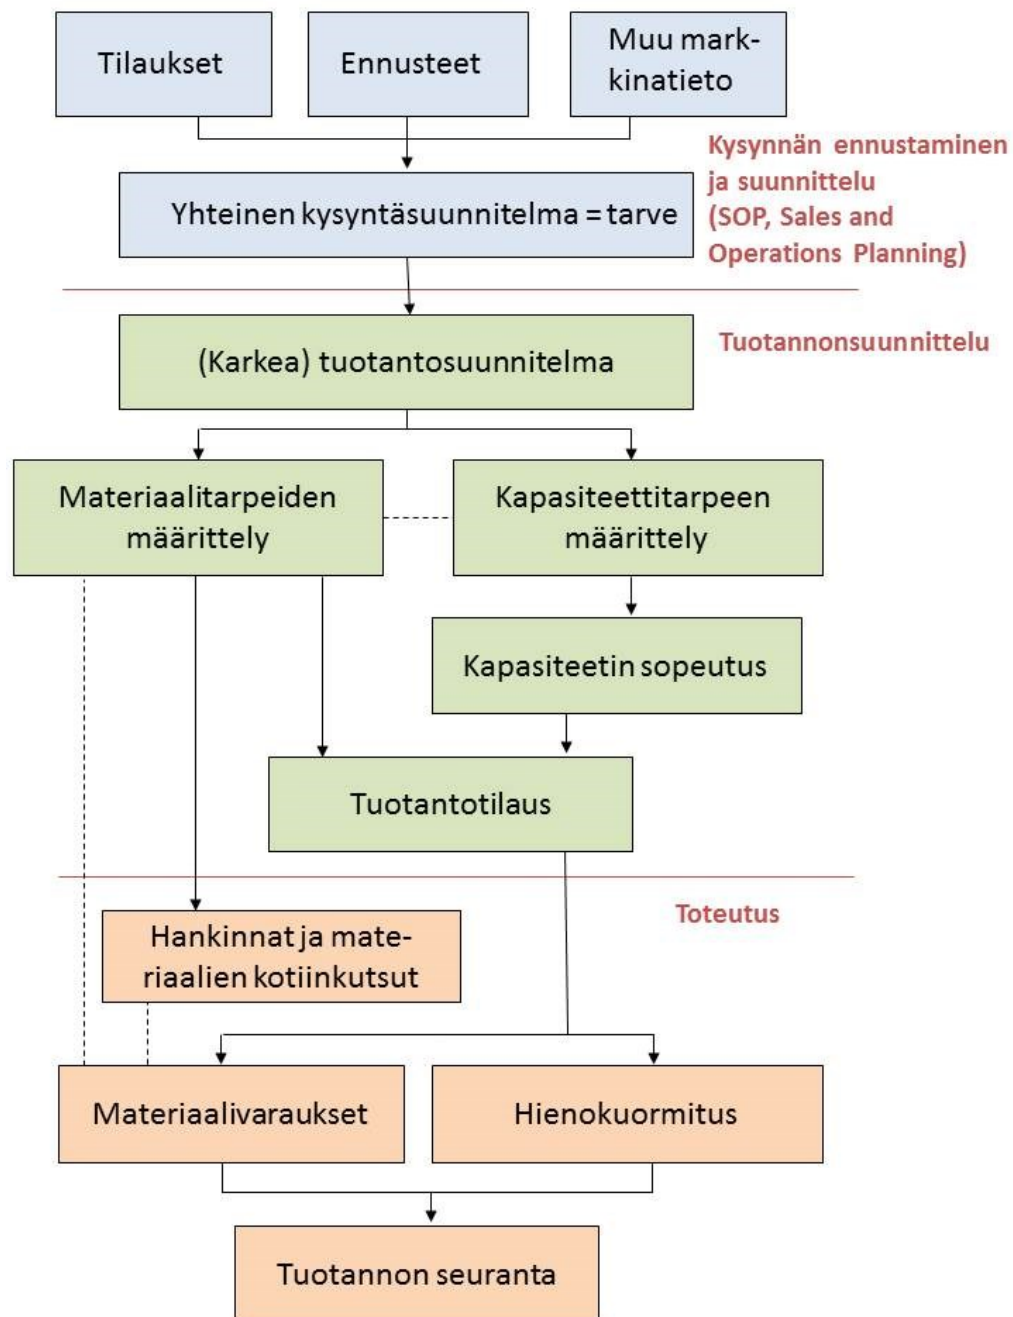 Tilaukset
Ennusteet
Muu mark-
kinatieto
Kysynnän ennustaminen
ja suunnittelu
(SOP, Sales and
Operations Planning)
Yhteinen kysyntäsuunnitelma = tarve
Tuotannonsuunnittelu
(Karkea) tuotantosuunnitelma
Materiaalitarpeiden
määrittely
Kapasiteettitarpeen
määrittely
Kapasiteetin sopeutus
Tuotantotilaus
Toteutus
Hankinnat ja mate-
riaalien kotiinkutsut
Materiaalivaraukset
Hienokuormitus
Tuotannon seuranta